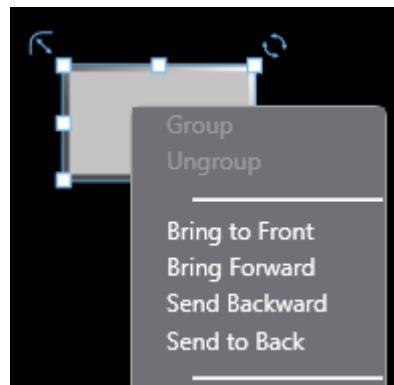 Group
Ungroup
Bring to Front
Bring Forward
Send Backward
Send to Back